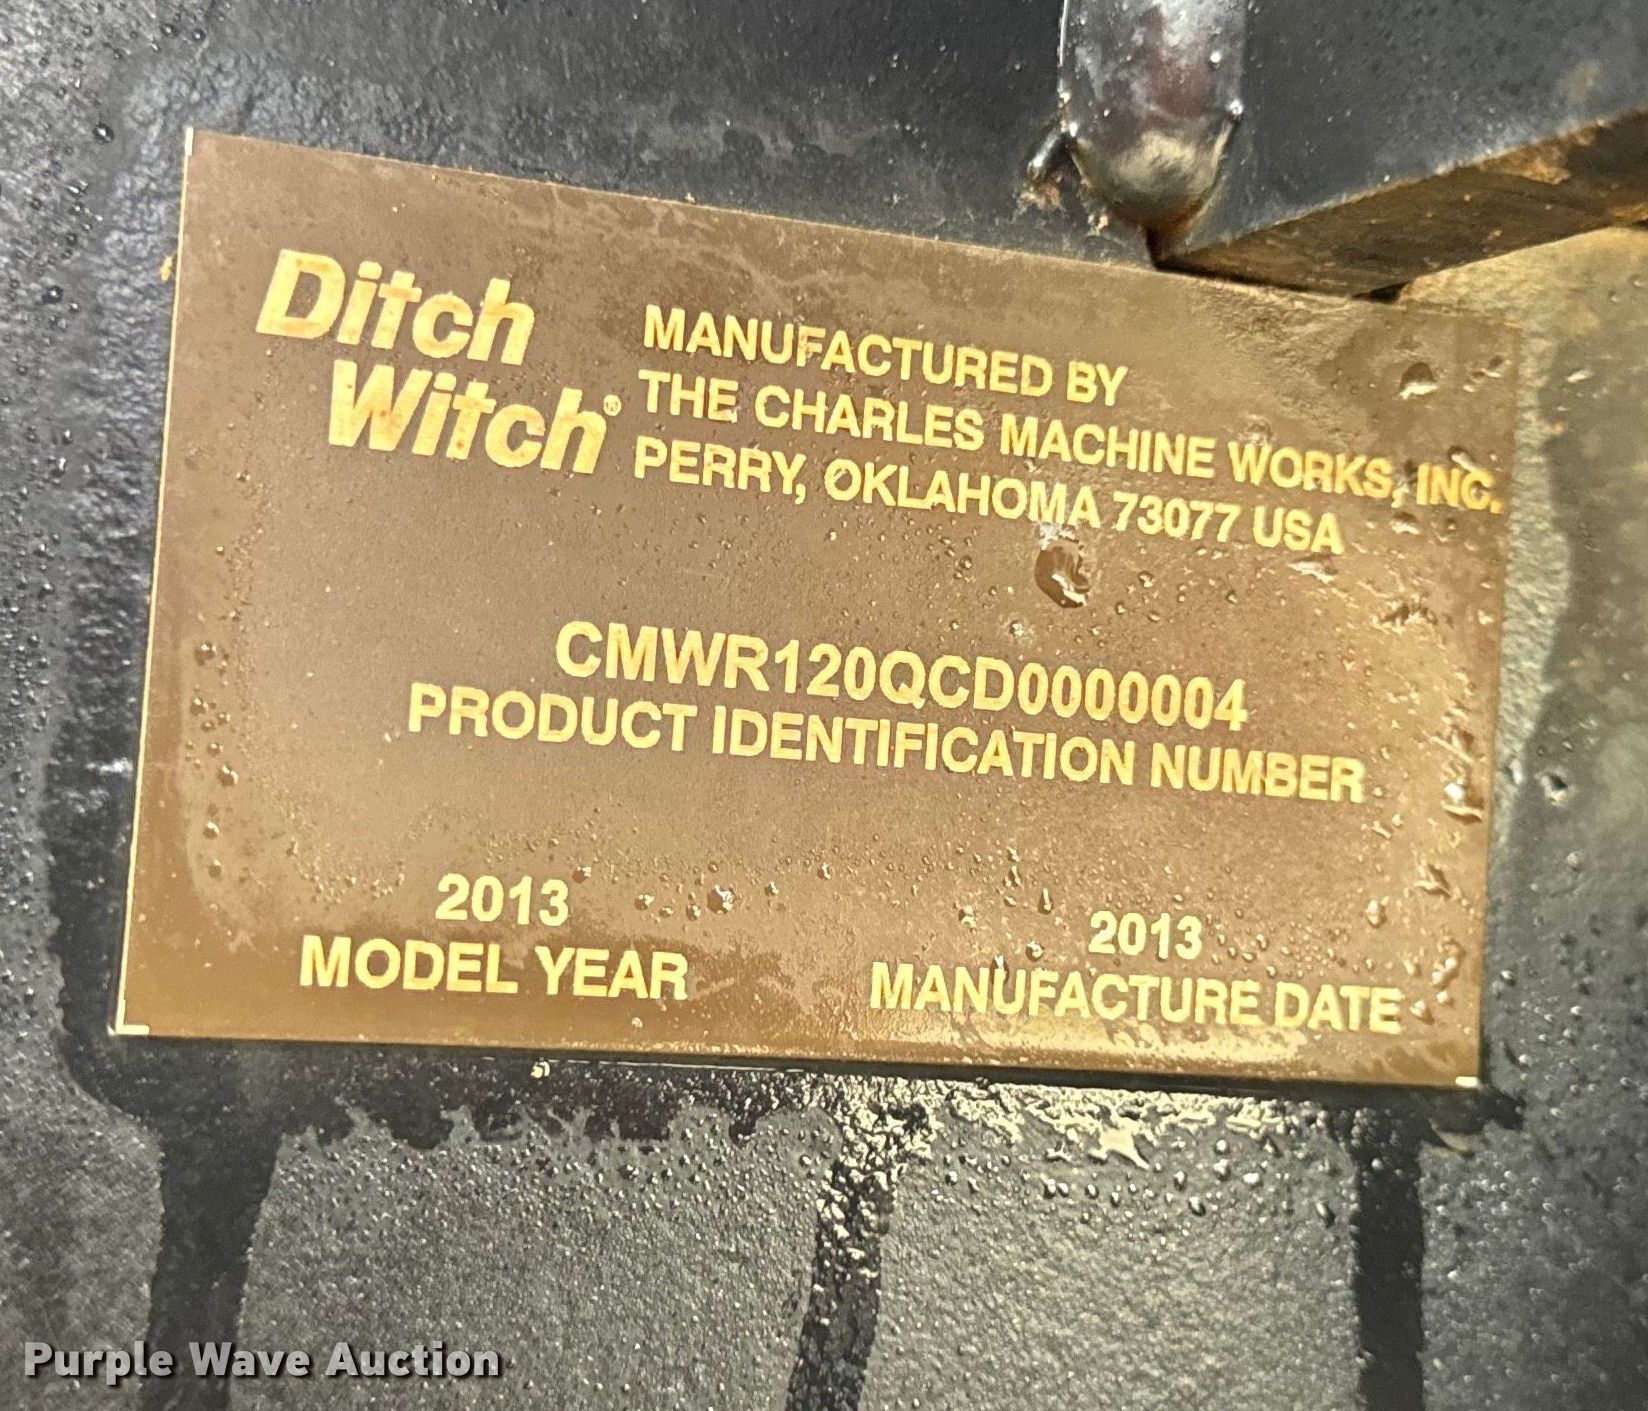 Ditch
Witch®
MANUFACTURED BY
THE CHARLES MACHINE WORKS, INC.
PERRY, OKLAHOMA 73077 USA
CMWR120QCD0000004
PRODUCT IDENTIFICATION NUMBER
2013
MODEL YEAR
2013
MANUFACTURE DATE
Purple Wave Auction